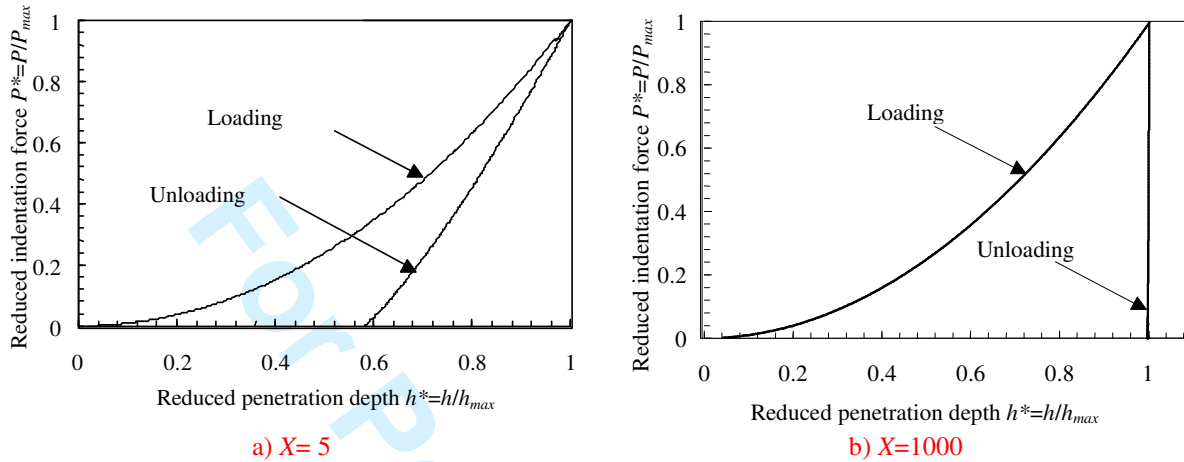 Reduced indentation force P*=P/Pmax
1
0.8
0.6
0.4
0.2
0
Loading
Unloading
0 0.2 0.4 0.6 0.8 1
Reduced penetration depth h*=h/hmax
a) X= 5
Reduced indentation force P*=P/Pmax
1
0.8
0.6
0.4
0.2
0
Loading
Unloading
0 0.2 0.4 0.6 0.8 1
Reduced penetration depth h*=h/hmax
b) X=1000
For P